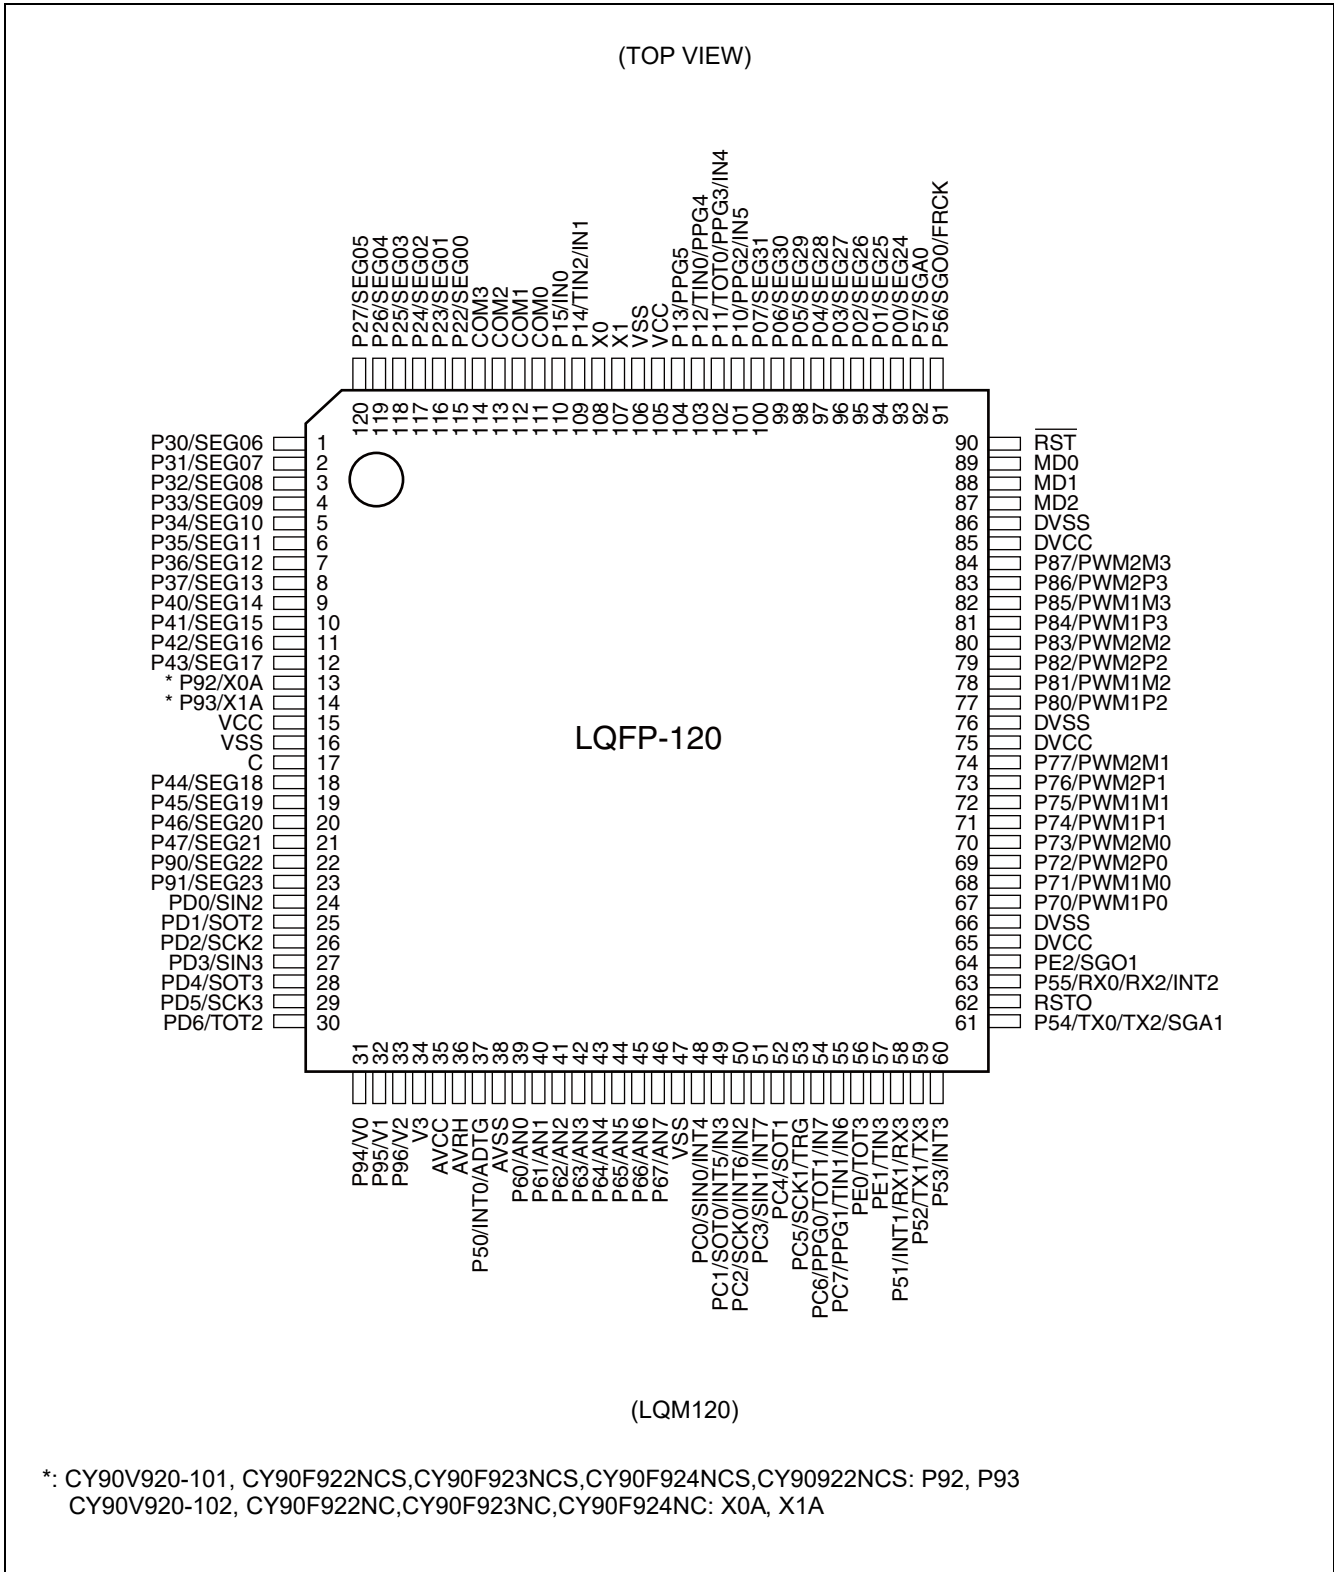 (TOP VIEW)
P27/SEG05
P26/SEG04
P25/SEG03
P24/SEG02
P23/SEG01
P22/SEG00
COM3
COM2
COM1
COM0
P15/IN0
P14/TIN2/IN1
X0
X1
VSS
VCC
P13/PPG5
P12/TIN0/PPG4
P11/TOT0/PPG3/IN4
P10/PPG2/IN5
P07/SEG31
P06/SEG30
P05/SEG29
P04/SEG28
P03/SEG27
P02/SEG26
P01/SEG25
P00/SEG24
P57/SGA0
P56/SGO0/FRCK
120
119
118
117
116
115
114
113
112
111
110
109
108
107
106
105
104
103
102
101
100
99
98
97
96
95
94
93
92
91
P30/SEG06 1
P31/SEG07 2
P32/SEG08 3
P33/SEG09 4
P34/SEG10 5
P35/SEG11 6
P36/SEG12 7
P37/SEG13 8
P40/SEG14 9
P41/SEG15 10
P42/SEG16 11
P43/SEG17 12
* P92/X0A 13
* P93/X1A 14
VCC 15
VSS 16
C 17
P44/SEG18 18
P45/SEG19 19
P46/SEG20 20
P47/SEG21 21
P90/SEG22 22
P91/SEG23 23
PD0/SIN2 24
PD1/SOT2 25
PD2/SCK2 26
PD3/SIN3 27
PD4/SOT3 28
PD5/SCK3 29
PD6/TOT2 30
LQFP-120
90 RST
89 MD0
88 MD1
87 MD2
86 DVSS
85 DVCC
84 P87/PWM2M3
83 P86/PWM2P3
82 P85/PWM1M3
81 P84/PWM1P3
80 P83/PWM2M2
79 P82/PWM2P2
78 P81/PWM1M2
77 P80/PWM1P2
76 DVSS
75 DVCC
74 P77/PWM2M1
73 P76/PWM2P1
72 P75/PWM1M1
71 P74/PWM1P1
70 P73/PWM2M0
69 P72/PWM2P0
68 P71/PWM1M0
67 P70/PWM1P0
66 DVSS
65 DVCC
64 PE2/SGO1
63 P55/RX0/RX2/INT2
62 RSTO
61 P54/TX0/TX2/SGA1
31
32
33
34
35
36
37
38
39
40
41
42
43
44
45
46
47
48
49
50
51
52
53
54
55
56
57
58
59
60
P94/V0
P95/V1
P96/V2
V3
AVCC
AVRH
P50/INT0/ADTG
AVSS
P60/AN0
P61/AN1
P62/AN2
P63/AN3
P64/AN4
P65/AN5
P66/AN6
P67/AN7
VSS
PC0/SIN0/INT4
PC1/SOT0/INT5/IN3
PC2/SCK0/INT6/IN2
PC3/SIN1/INT7
PC4/SOT1
PC5/SCK1/TRG
PC6/PPG0/TOT1/IN7
PC7/PPG1/TIN1/IN6
PE0/TOT3
PE1/TIN3
P51/INT1/RX1/RX3
P52/TX1/TX3
P53/INT3
(LQM120)
*: CY90V920-101, CY90F922NCS,CY90F923NCS,CY90F924NCS,CY90922NCS: P92, P93
CY90V920-102, CY90F922NC,CY90F923NC,CY90F924NC: X0A, X1A